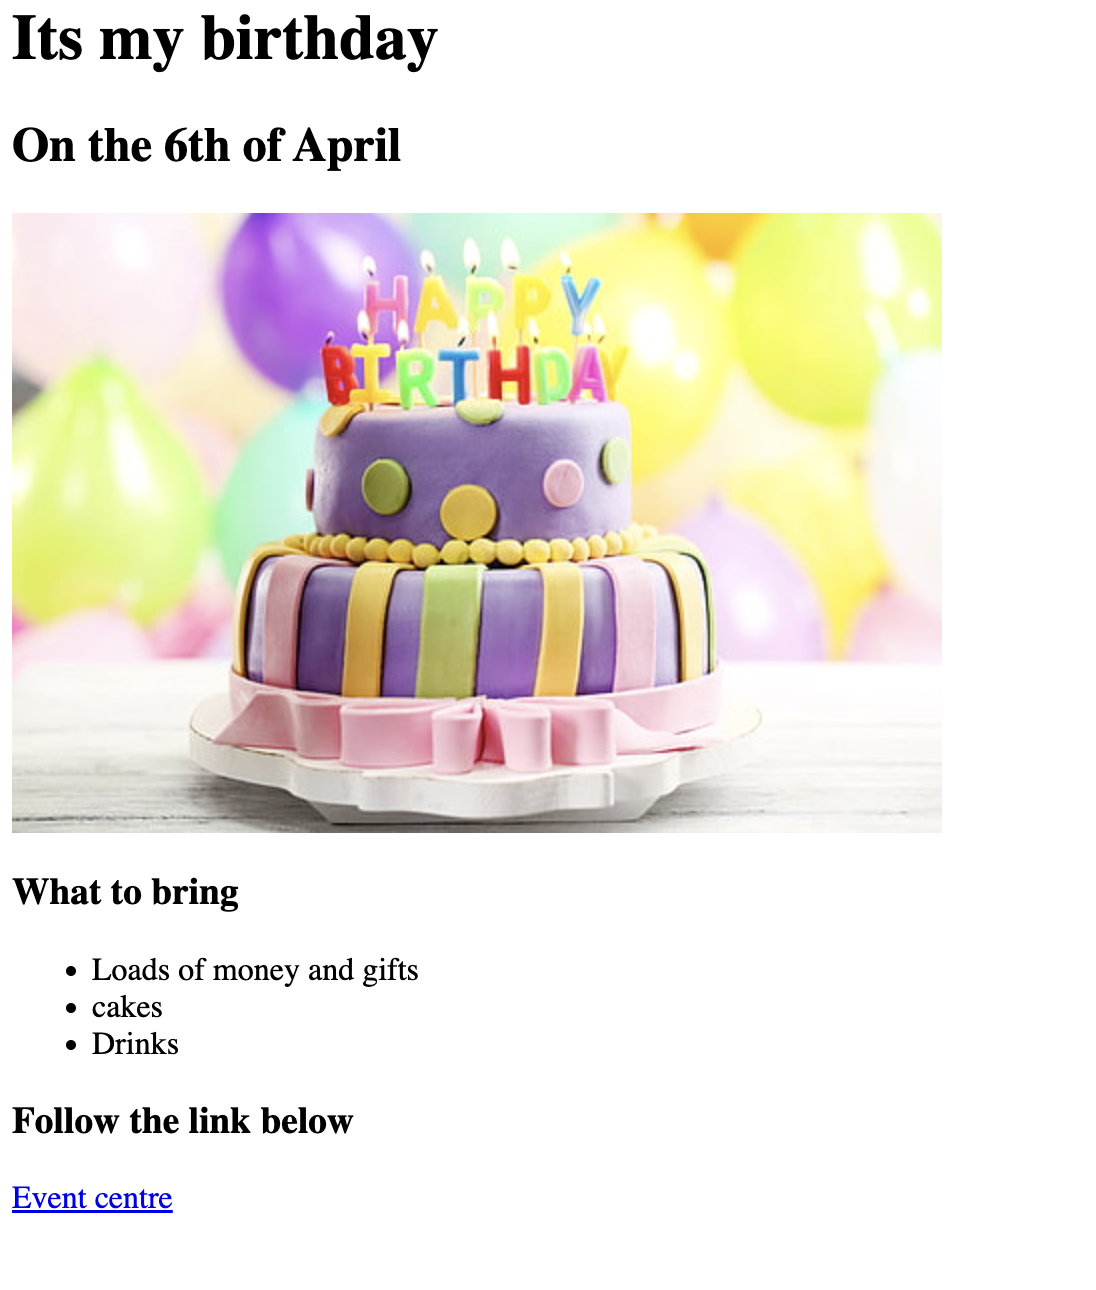 Its my birthday
On the 6th of April
HAPPY
BIRTHDAY
What to bring
Loads of money and gifts
cakes
Drinks
Follow the link below
Event centre